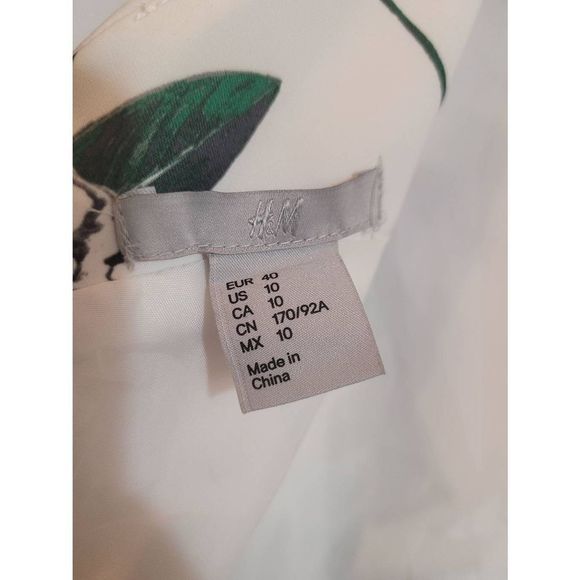 H&M
EUR 40
US 10
CA 10
CN 170/92A
MX 10
Made in
China